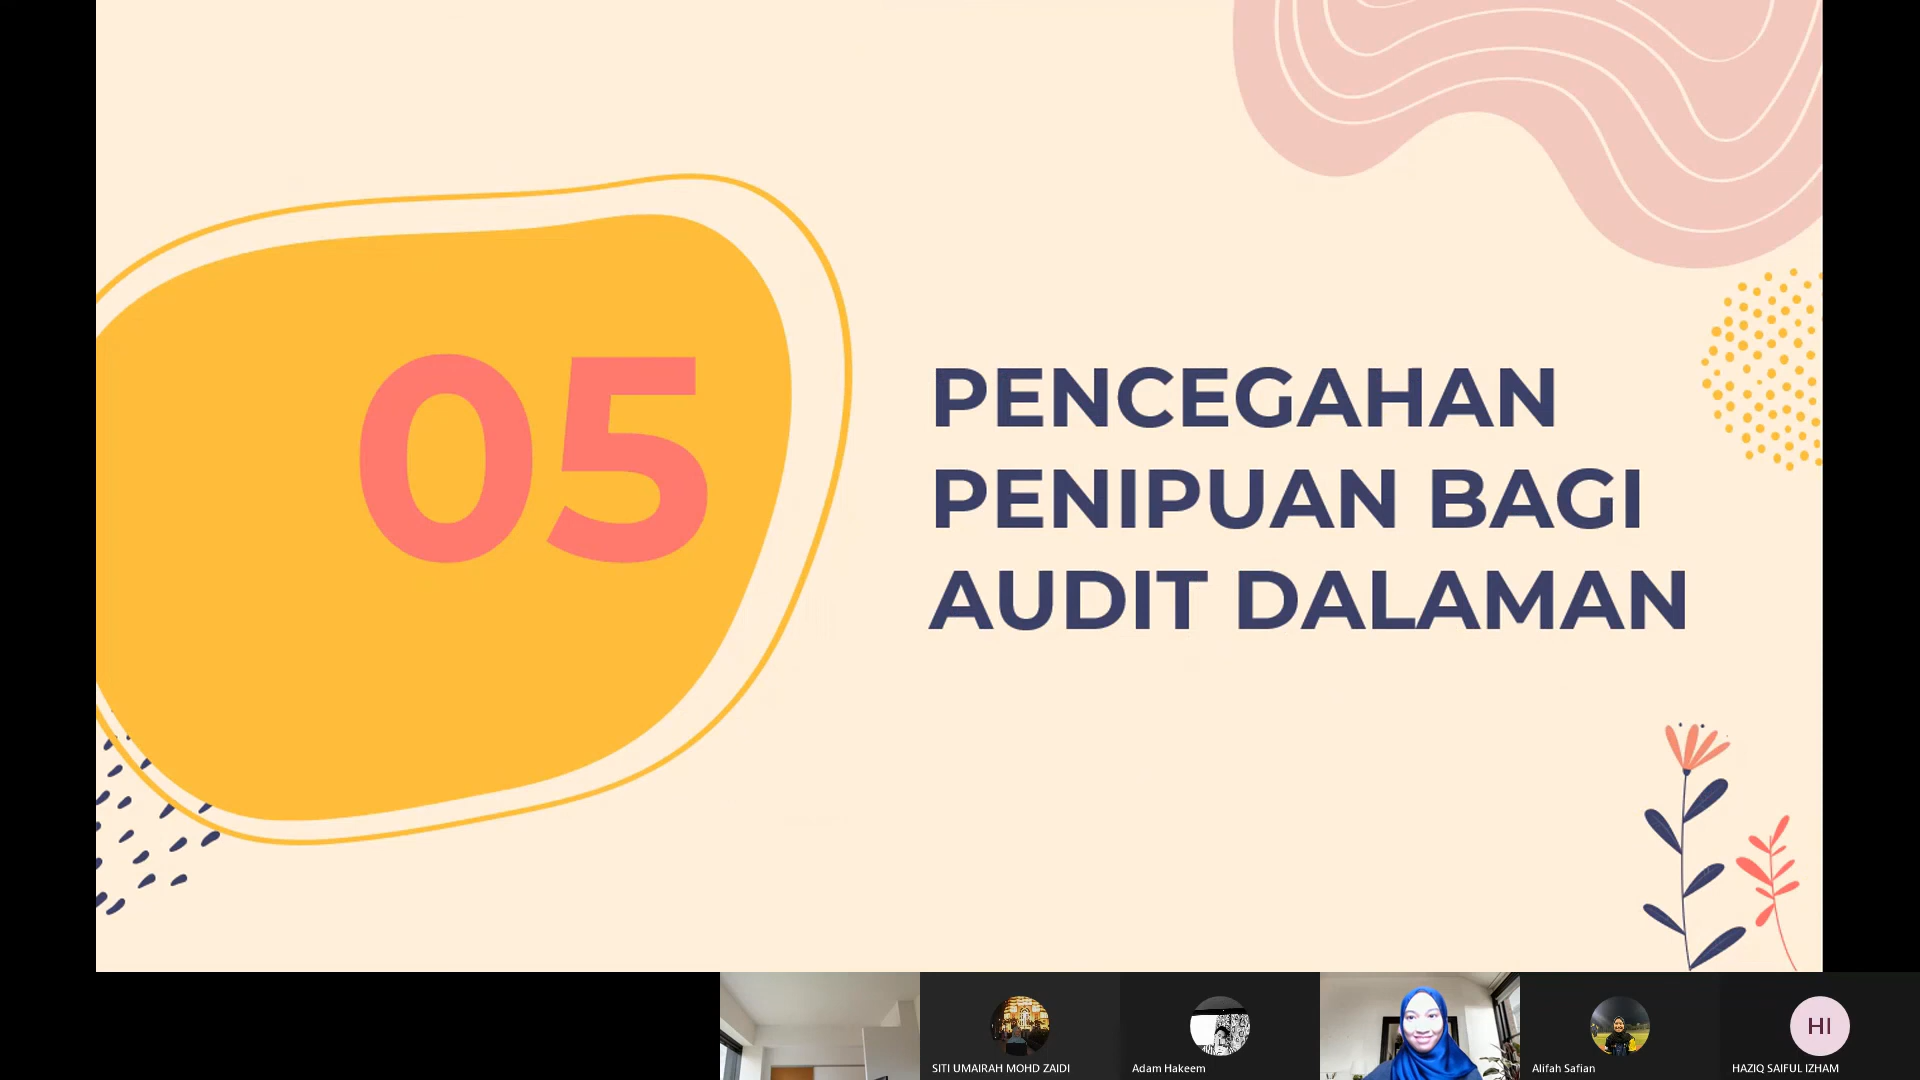 05
PENCEGAHAN
PENIPUAN BAGI
AUDIT DALAMAN
SITI UMAIRAH MOHD ZAIDI
Adam Hakeem
Alifah Safian
HI
HAZIQ SAIFUL IZHAM